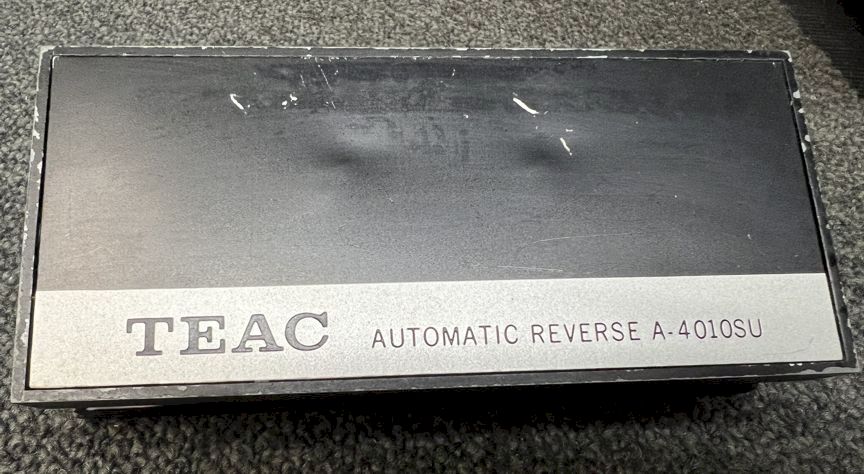 TEAC AUTOMATIC REVERSE A-4010SU